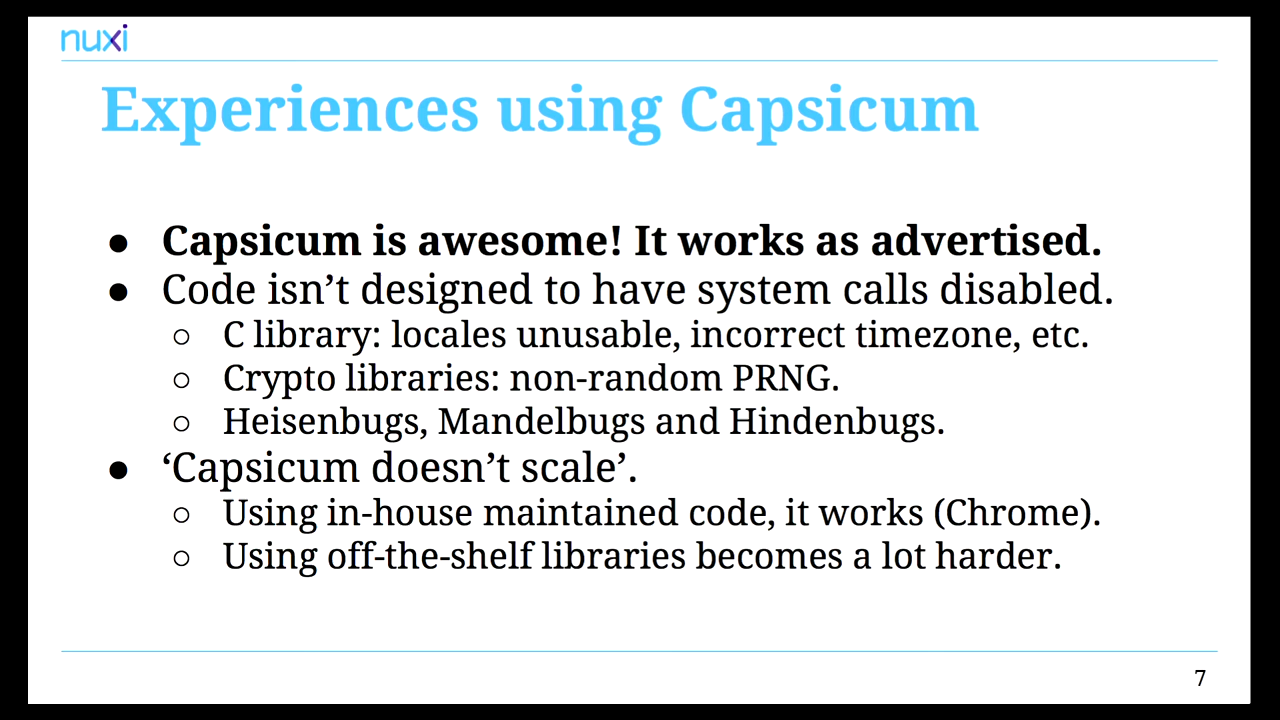 nuxi
Experiences using Capsicum
● Capsicum is awesome! It works as advertised.
● Code isn’t designed to have system calls disabled.
○ C library: locales unusable, incorrect timezone, etc.
○ Crypto libraries: non-random PRNG.
○ Heisenbugs, Mandelbugs and Hindenbugs.
● ‘Capsicum doesn’t scale’.
○ Using in-house maintained code, it works (Chrome).
○ Using off-the-shelf libraries becomes a lot harder.
7